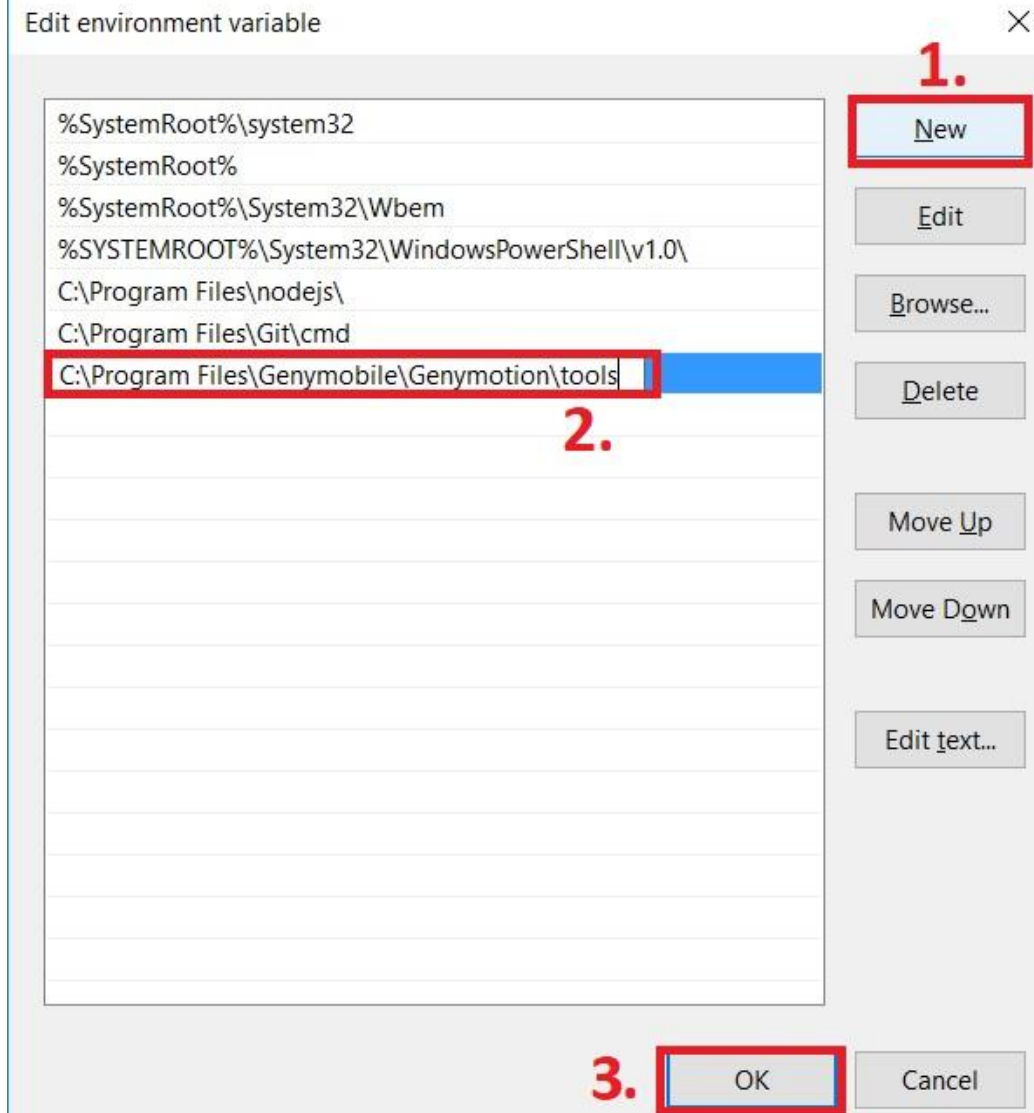 Edit environment variable
1.
%SystemRoot%\system32
New
%SystemRoot%
%SystemRoot%\System32\Wbem
Edit
%SYSTEMROOT%\System32\WindowsPowerShell\v1.0\
C:\Program Files\nodejs\
Browse...
C:\Program Files\Git\cmd
C:\Program Files\Genymobile\Genymotion\tools
Delete
2.
Move Up
Move Down
Edit text...
3.
OK
Cancel